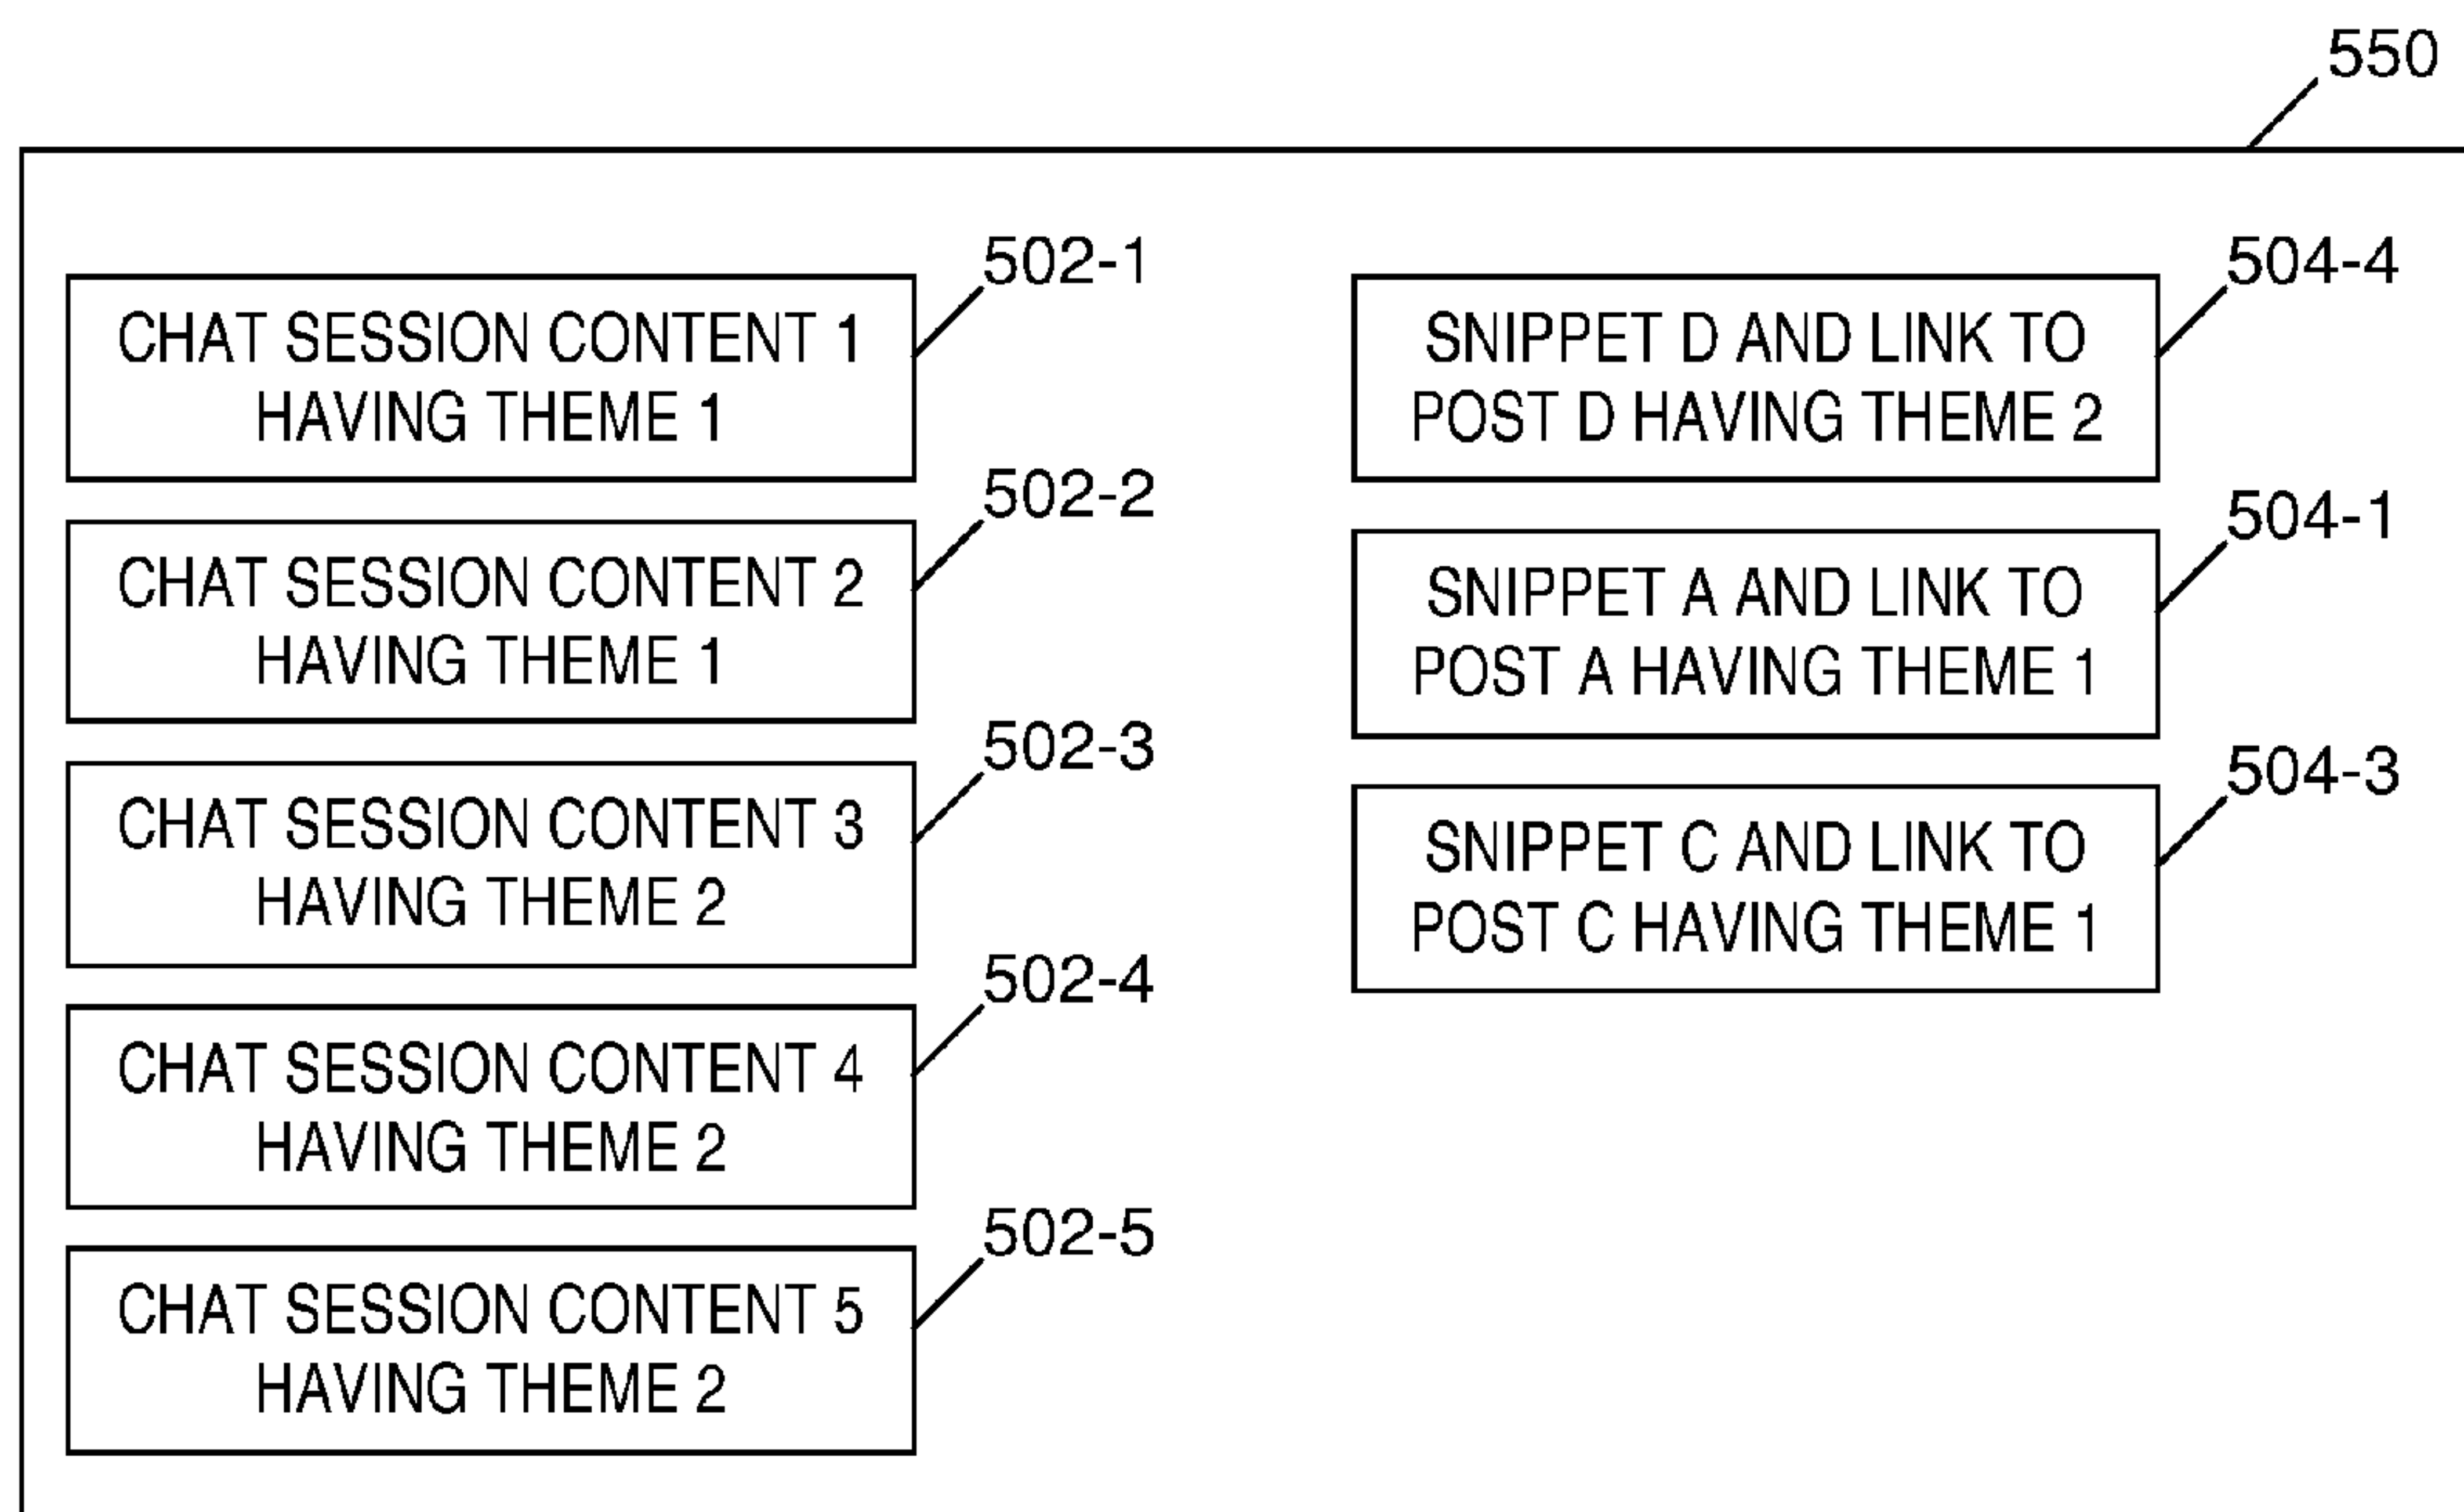 550
502-1
CHAT SESSION CONTENT 1
HAVING THEME 1
502-2
CHAT SESSION CONTENT 2
HAVING THEME 1
502-3
CHAT SESSION CONTENT 3
HAVING THEME 2
502-4
CHAT SESSION CONTENT 4
HAVING THEME 2
502-5
CHAT SESSION CONTENT 5
HAVING THEME 2
504-4
SNIPPET D AND LINK TO
POST D HAVING THEME 2
504-1
SNIPPET A AND LINK TO
POST A HAVING THEME 1
504-3
SNIPPET C AND LINK TO
POST C HAVING THEME 1